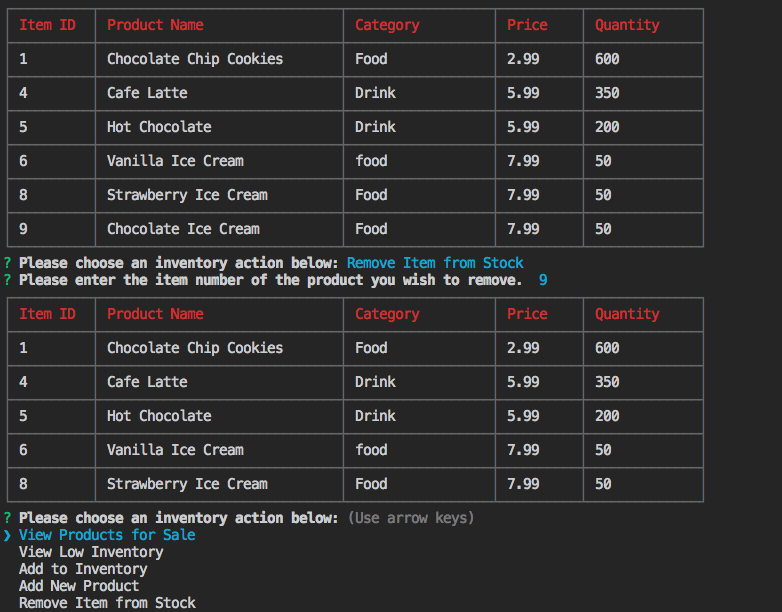 Item ID Product Name Category Price Quantity
1 Chocolate Chip Cookies Food 2.99 600
4 Cafe Latte Drink 5.99 350
5 Hot Chocolate Drink 5.99 200
6 Vanilla Ice Cream food 7.99 50
8 Strawberry Ice Cream Food 7.99 50
9 Chocolate Ice Cream Food 7.99 50
? Please choose an inventory action below: Remove Item from Stock
? Please enter the item number of the product you wish to remove. 9
Item ID Product Name Category Price Quantity
1 Chocolate Chip Cookies Food 2.99 600
4 Cafe Latte Drink 5.99 350
5 Hot Chocolate Drink 5.99 200
6 Vanilla Ice Cream food 7.99 50
8 Strawberry Ice Cream Food 7.99 50
? Please choose an inventory action below: (Use arrow keys)
❯ View Products for Sale
View Low Inventory
Add to Inventory
Add New Product
Remove Item from Stock